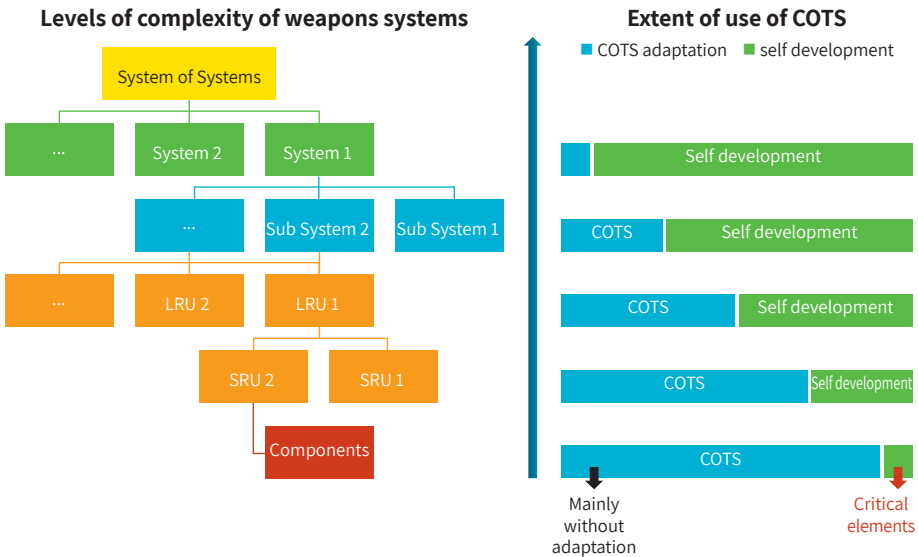 Levels of complexity of weapons systems
Extent of use of COTS
COTS adaptation
self development
System of Systems
...
System 2
System 1
Self development
...
Sub System 2
Sub System 1
COTS
Self development
...
LRU 2
LRU 1
COTS
Self development
SRU 2
SRU 1
COTS
Self development
Components
COTS
Mainly
without
adaptation
Critical
elements